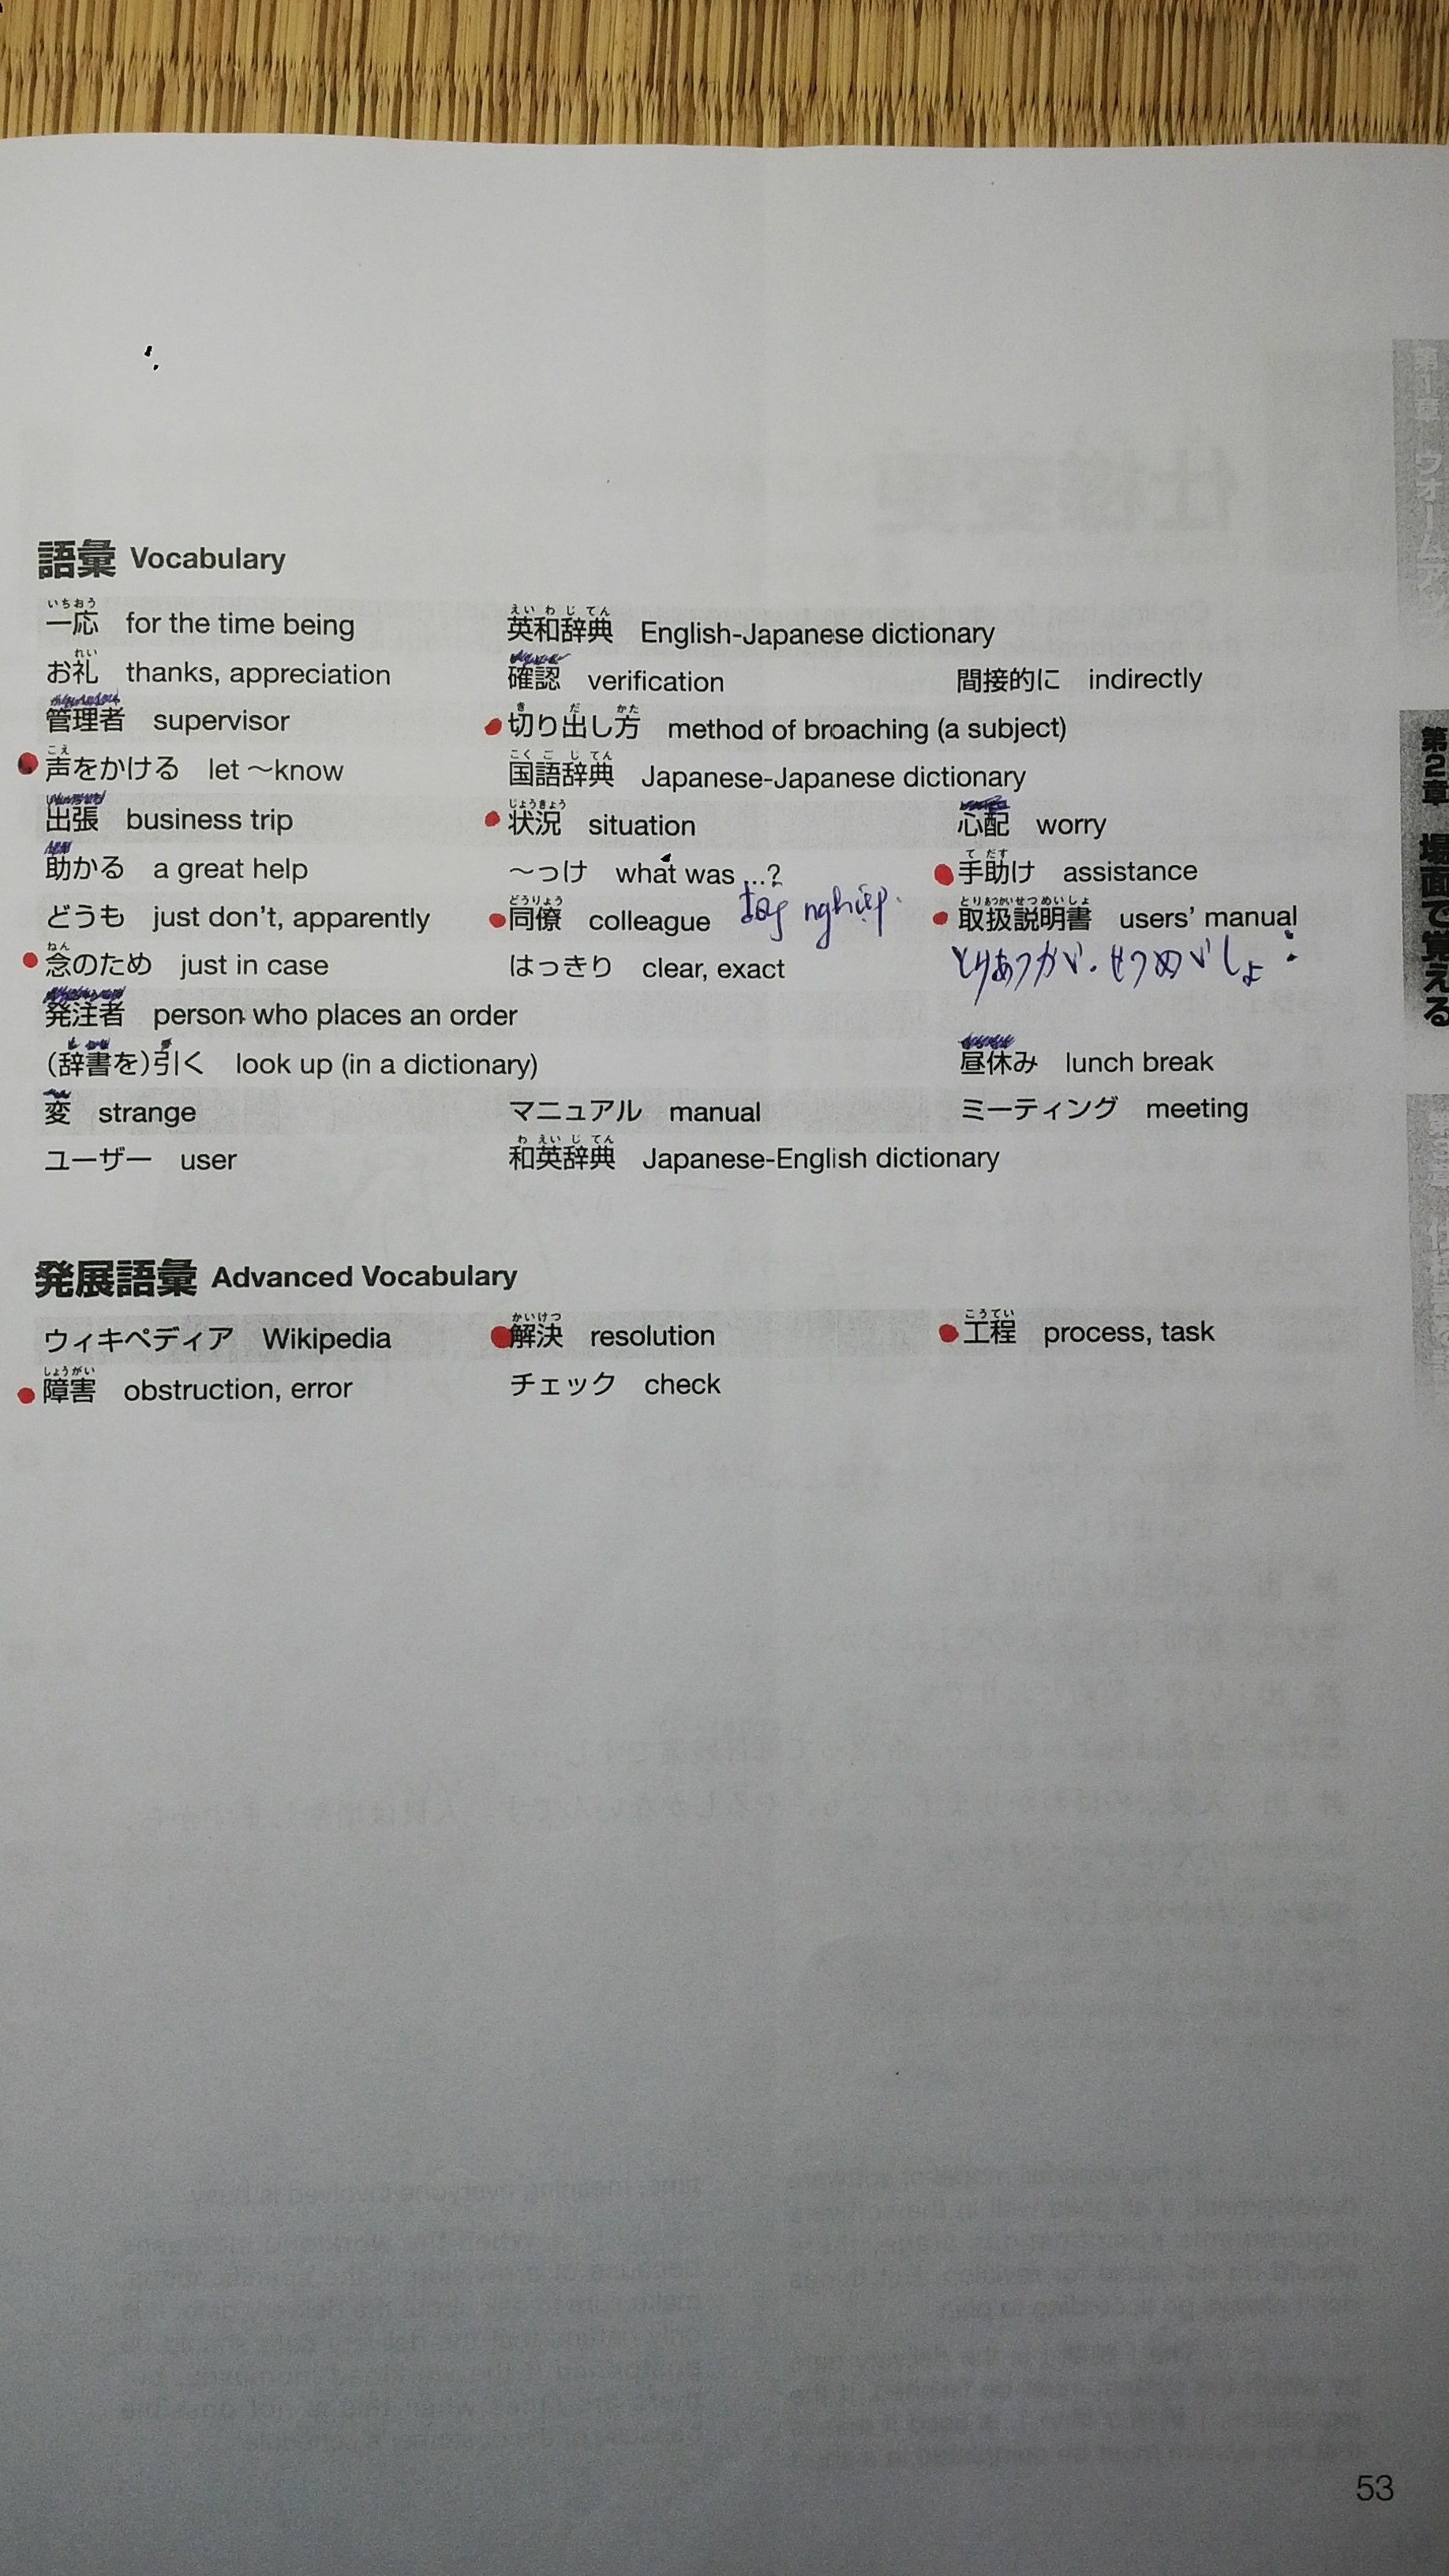 語彙 Vocabulary
一応 for the time being
お礼 thanks, appreciation
管理者 supervisor
声をかける let ～know
出張 business trip
助かる a great help
どうも just don't, apparently
念のため just in case
発注者 person who places an order
(辞書を)引く look up (in a dictionary)
変 strange
ユーザー user
英和辞典 English-Japanese dictionary
確認 verification
切り出し方 method of broaching (a subject)
国語辞典 Japanese-Japanese dictionary
状況 situation
～つけ what was ...?
同僚 colleague đồng nghiệp
はっきり clear, exact
マニュアル manual
和英辞典 Japanese-English dictionary
間接的に indirectly
心配 worry
手助け assistance
取扱説明書 users' manual
とりあつかい・せつめいしょ
昼休み lunch break
ミーティング meeting
発展語彙 Advanced Vocabulary
ウィキペディア Wikipedia
障害 obstruction, error
解決 resolution
チェック check
工程 process, task
53
第2章
場面で覚える